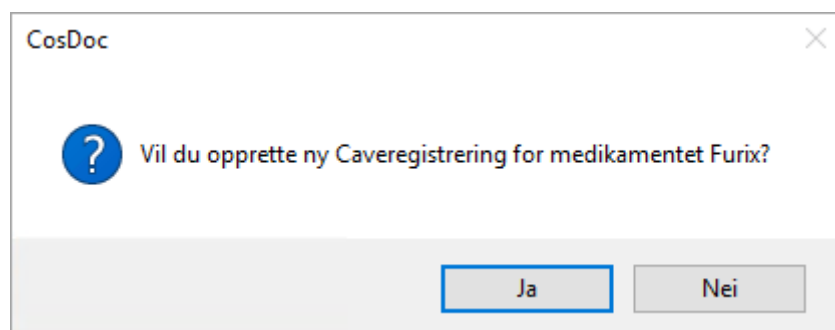 CosDoc
Vil du opprette ny Caveregistrering for medikamentet Furix?
Ja
Nei